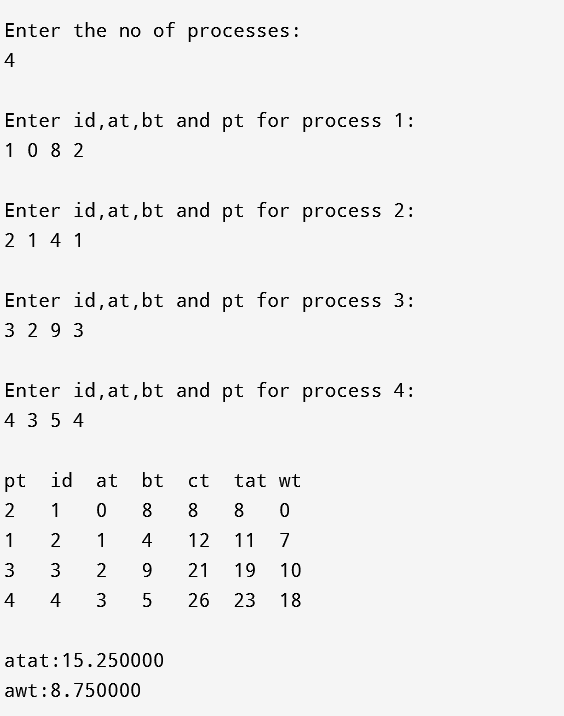 Enter the no of processes:
4
Enter id,at,bt and pt for process 1:
1 0 8 2
Enter id,at,bt and pt for process 2:
2 1 4 1
Enter id,at,bt and pt for process 3:
3 2 9 3
Enter id,at,bt and pt for process 4:
4 3 5 4
pt id at bt ct tat wt
2 1 0 8 8 8 0
1 2 1 4 12 11 7
3 3 2 9 21 19 10
4 4 3 5 26 23 18
atat:15.250000
awt:8.750000